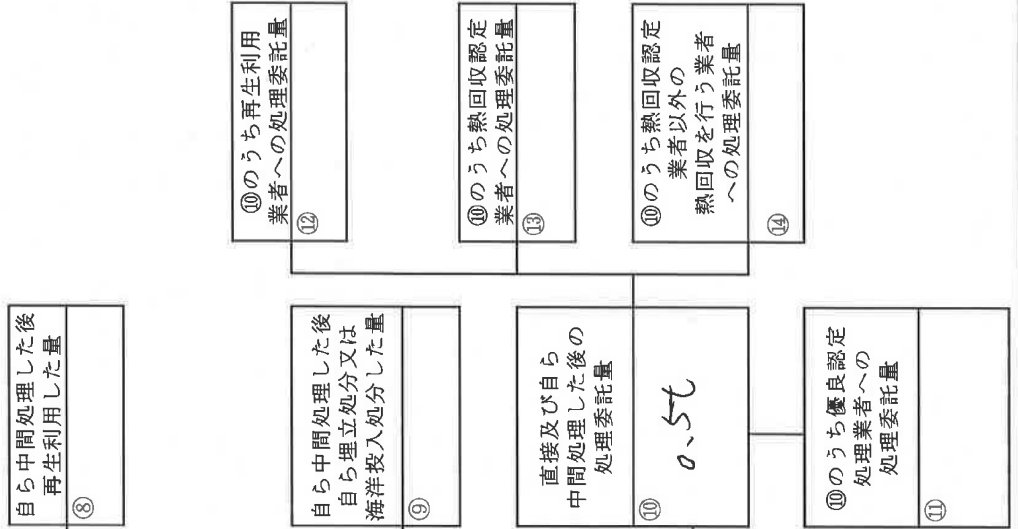 自ら中間処理した後
再生利用した量
⑧
自ら中間処理した後
自ら埋立処分又は
海洋投入処分した量
⑨
直接及び自ら
中間処理した後の
処理委託量
⑩
0.5t
⑩のうち優良認定
処理業者への
処理委託量
⑪
⑩のうち再生利用
業者への処理委託量
⑫
⑩のうち熱回収認定
業者への処理委託量
⑬
⑩のうち熱回収認定
業者以外の
熱回収を行う業者
への処理委託量
⑭